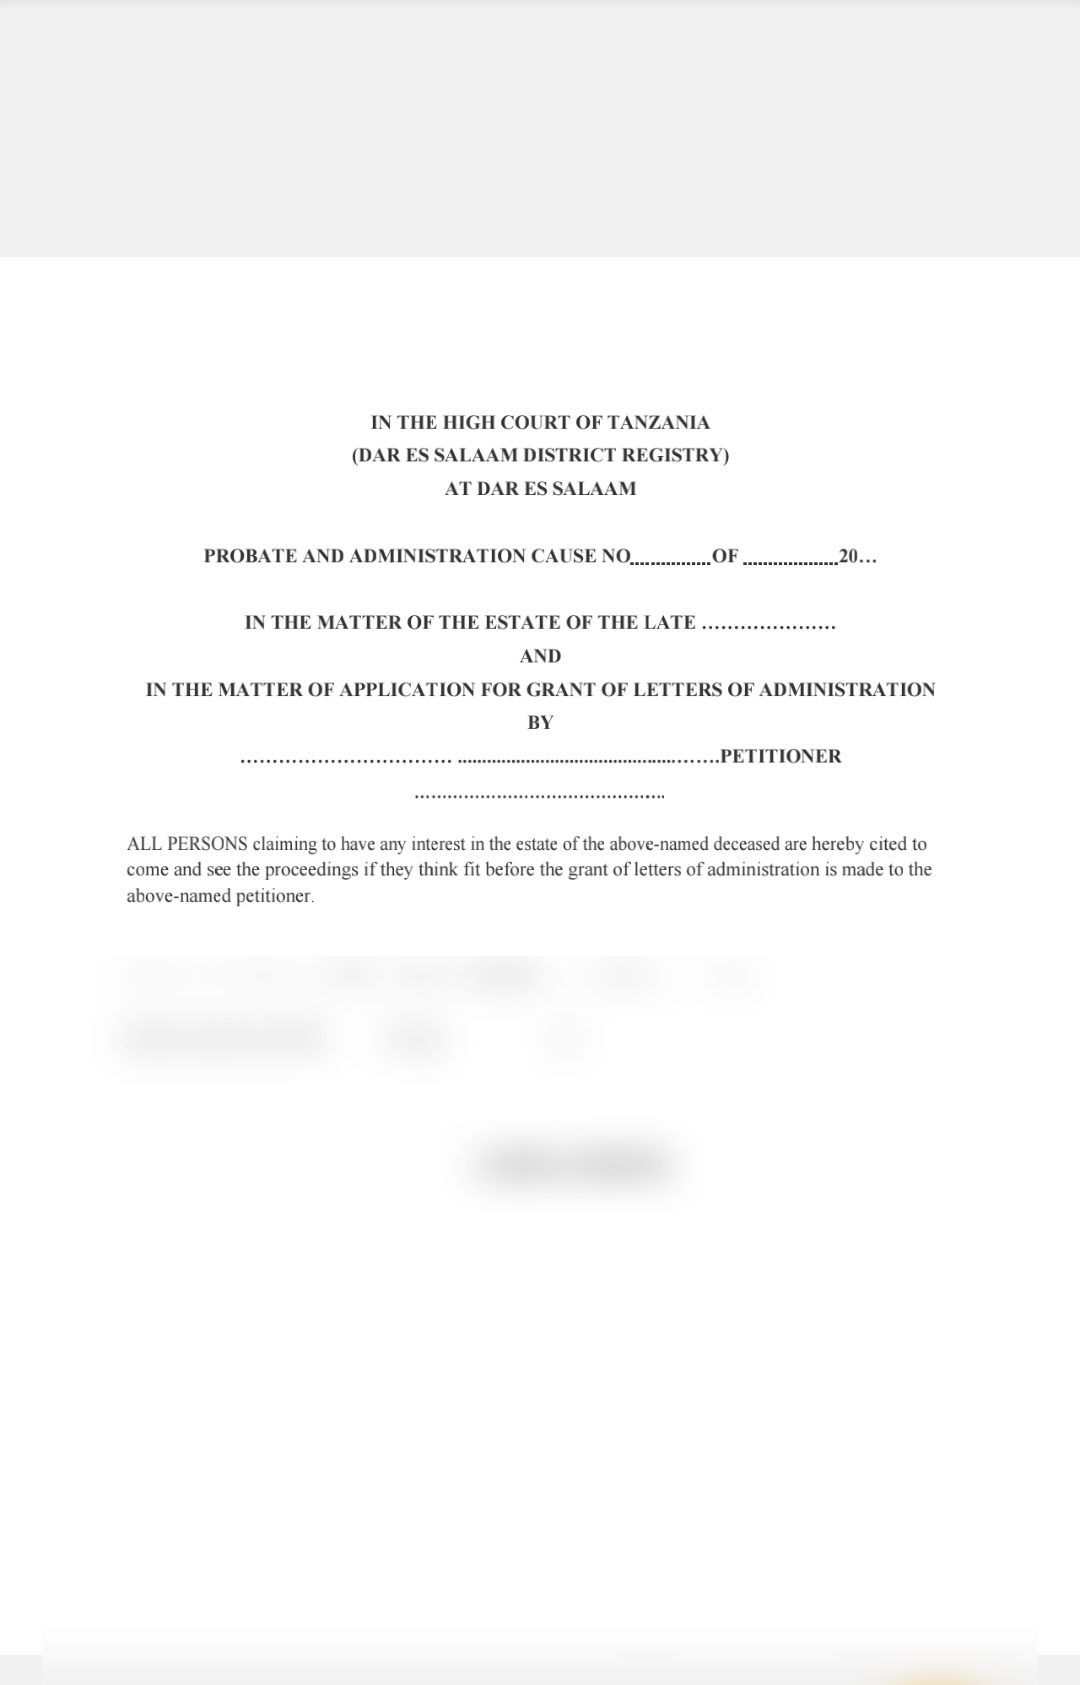 IN THE HIGH COURT OF TANZANIA
(DAR ES SALAAM DISTRICT REGISTRY)
AT DAR ES SALAAM
PROBATE AND ADMINISTRATION CAUSE NO................OF ...................20…
IN THE MATTER OF THE ESTATE OF THE LATE …………………
AND
IN THE MATTER OF APPLICATION FOR GRANT OF LETTERS OF ADMINISTRATION
BY
…………………………… .............................................…….PETITIONER
…......................................…..
ALL PERSONS claiming to have any interest in the estate of the above-named deceased are hereby cited to
come and see the proceedings if they think fit before the grant of letters of administration is made to the
above-named petitioner.